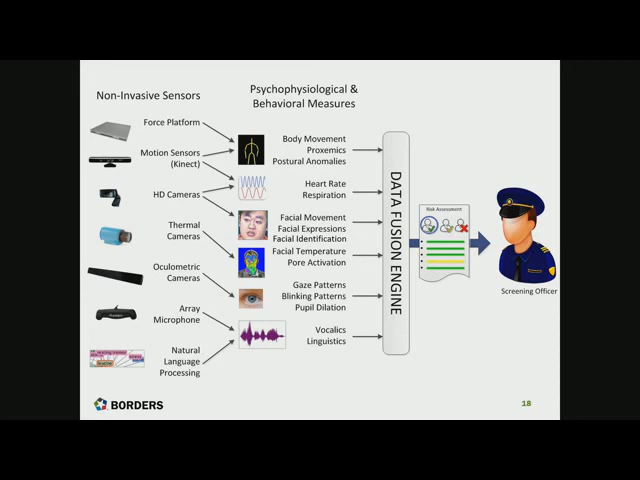 Non-Invasive Sensors
Psychophysiological &
Behavioral Measures
Force Platform
Motion Sensors
(Kinect)
HD Cameras
Thermal
Cameras
Oculometric
Cameras
Array
Microphone
Natural
Language
Processing
Body Movement
Proxemics
Postural Anomalies
Heart Rate
Respiration
Facial Movement
Facial Expressions
Facial Identification
Facial Temperature
Pore Activation
Gaze Patterns
Blinking Patterns
Pupil Dilation
Vocalics
Linguistics
DATA FUSION ENGINE
Risk Assessment
Screening Officer
BORDERS
18